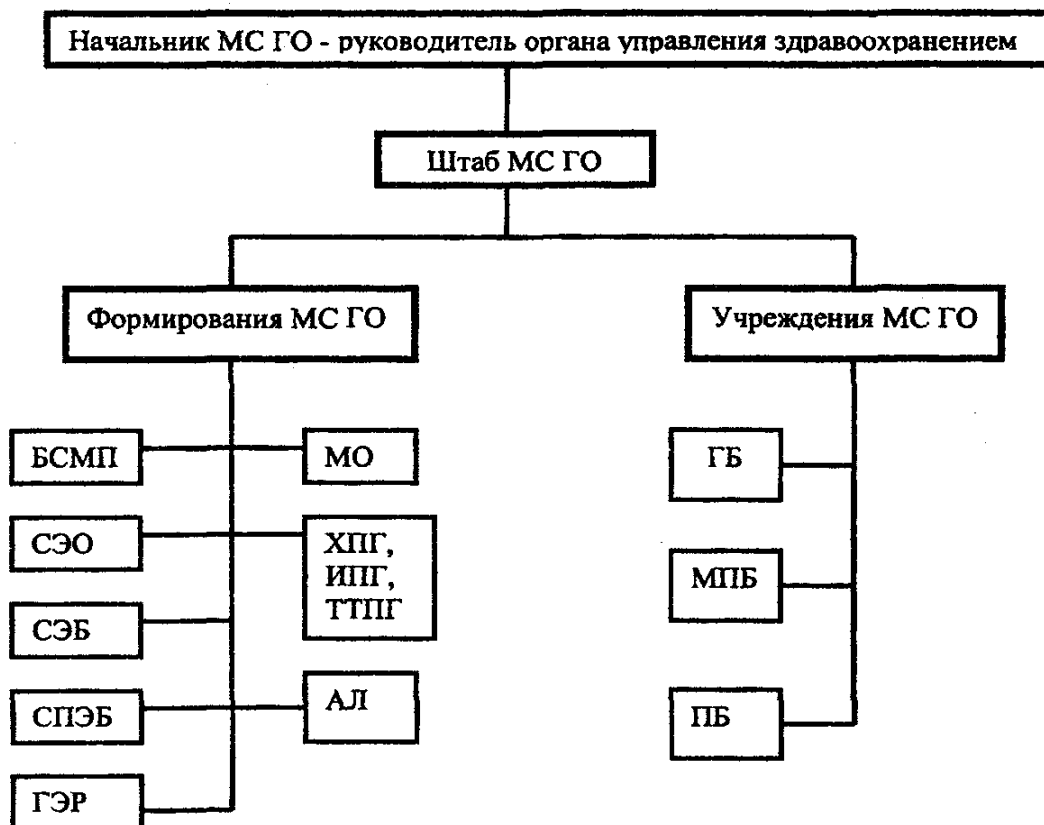 Начальник МС ГО - руководитель органа управления здравоохранением
Штаб МС ГО
Формирования МС ГО
Учреждения МС ГО
БСМП
МО
ГБ
СЭО
ХПГ,
ИПГ,
ТТПГ
МПБ
СЭБ
СПЭБ
АЛ
ПБ
ГЭР